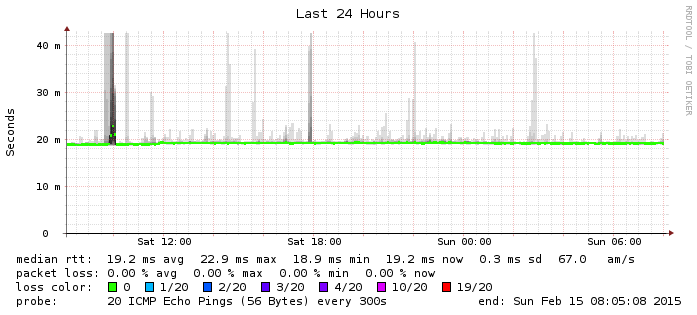 Last 24 Hours
RRDTOOL / TOBI OETIKER
Seconds
40 m
30 m
20 m
10 m
0
Sat 12:00 Sat 18:00 Sun 00:00 Sun 06:00
median rtt: 19.2 ms avg 22.9 ms max 18.9 ms min 19.2 ms now 0.3 ms sd 67.0 am/s
packet loss: 0.00 % avg 0.00 % max 0.00 % min 0.00 % now
loss color: 0 1/20 2/20 3/20 4/20 10/20 19/20
probe: 20 ICMP Echo Pings (56 Bytes) every 300s end: Sun Feb 15 08:05:08 2015